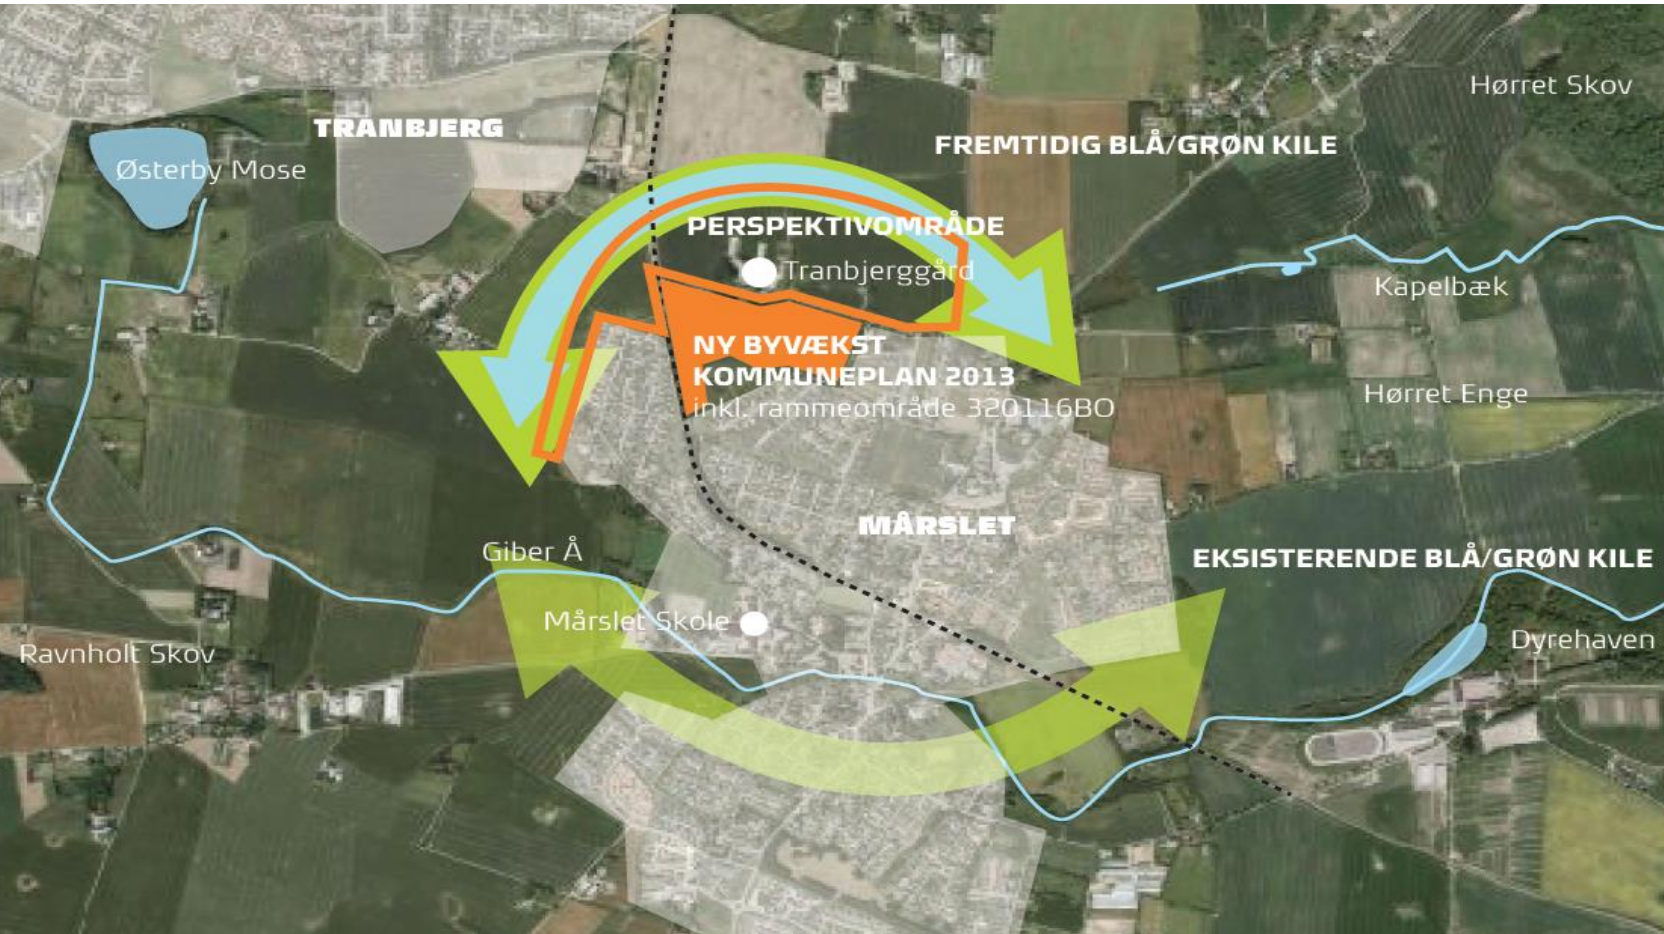 Hørret Skov
TRANBJERG
FREMTIDIG BLÅ/GRØN KILE
Østerby Mose
PERSPEKTIVOMRÅDE
Tranbjerggård
Kapelbæk
NY BYVÆKST
KOMMUNEPLAN 2013
inkl. rammeområde 320116BO
Hørret Enge
MÅRSLET
Giber Å
EKSISTERENDE BLÅ/GRØN KILE
Mårslet Skole
Dyrehaven
Ravnholt Skov